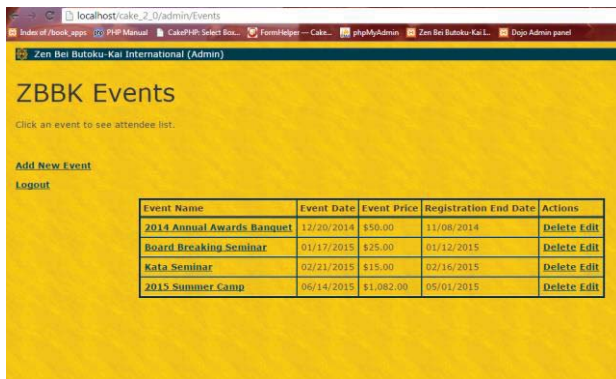 localhost/cake_2_0/admin/Events
Index of /book_apps PHP Manual CakePHP: Select Box... FormHelper — Cake... phpMyAdmin Zen Bei Butoku-Kai I... Dojo Admin panel
Zen Bei Butoku-Kai International (Admin)
ZBBK Events
Click an event to see attendee list.
Add New Event
Logout
Event Name Event Date Event Price Registration End Date Actions
2014 Annual Awards Banquet 12/20/2014 $50.00 11/08/2014 Delete Edit
Board Breaking Seminar 01/17/2015 $25.00 01/12/2015 Delete Edit
Kata Seminar 02/21/2015 $15.00 02/16/2015 Delete Edit
2015 Summer Camp 06/14/2015 $1,082.00 05/01/2015 Delete Edit